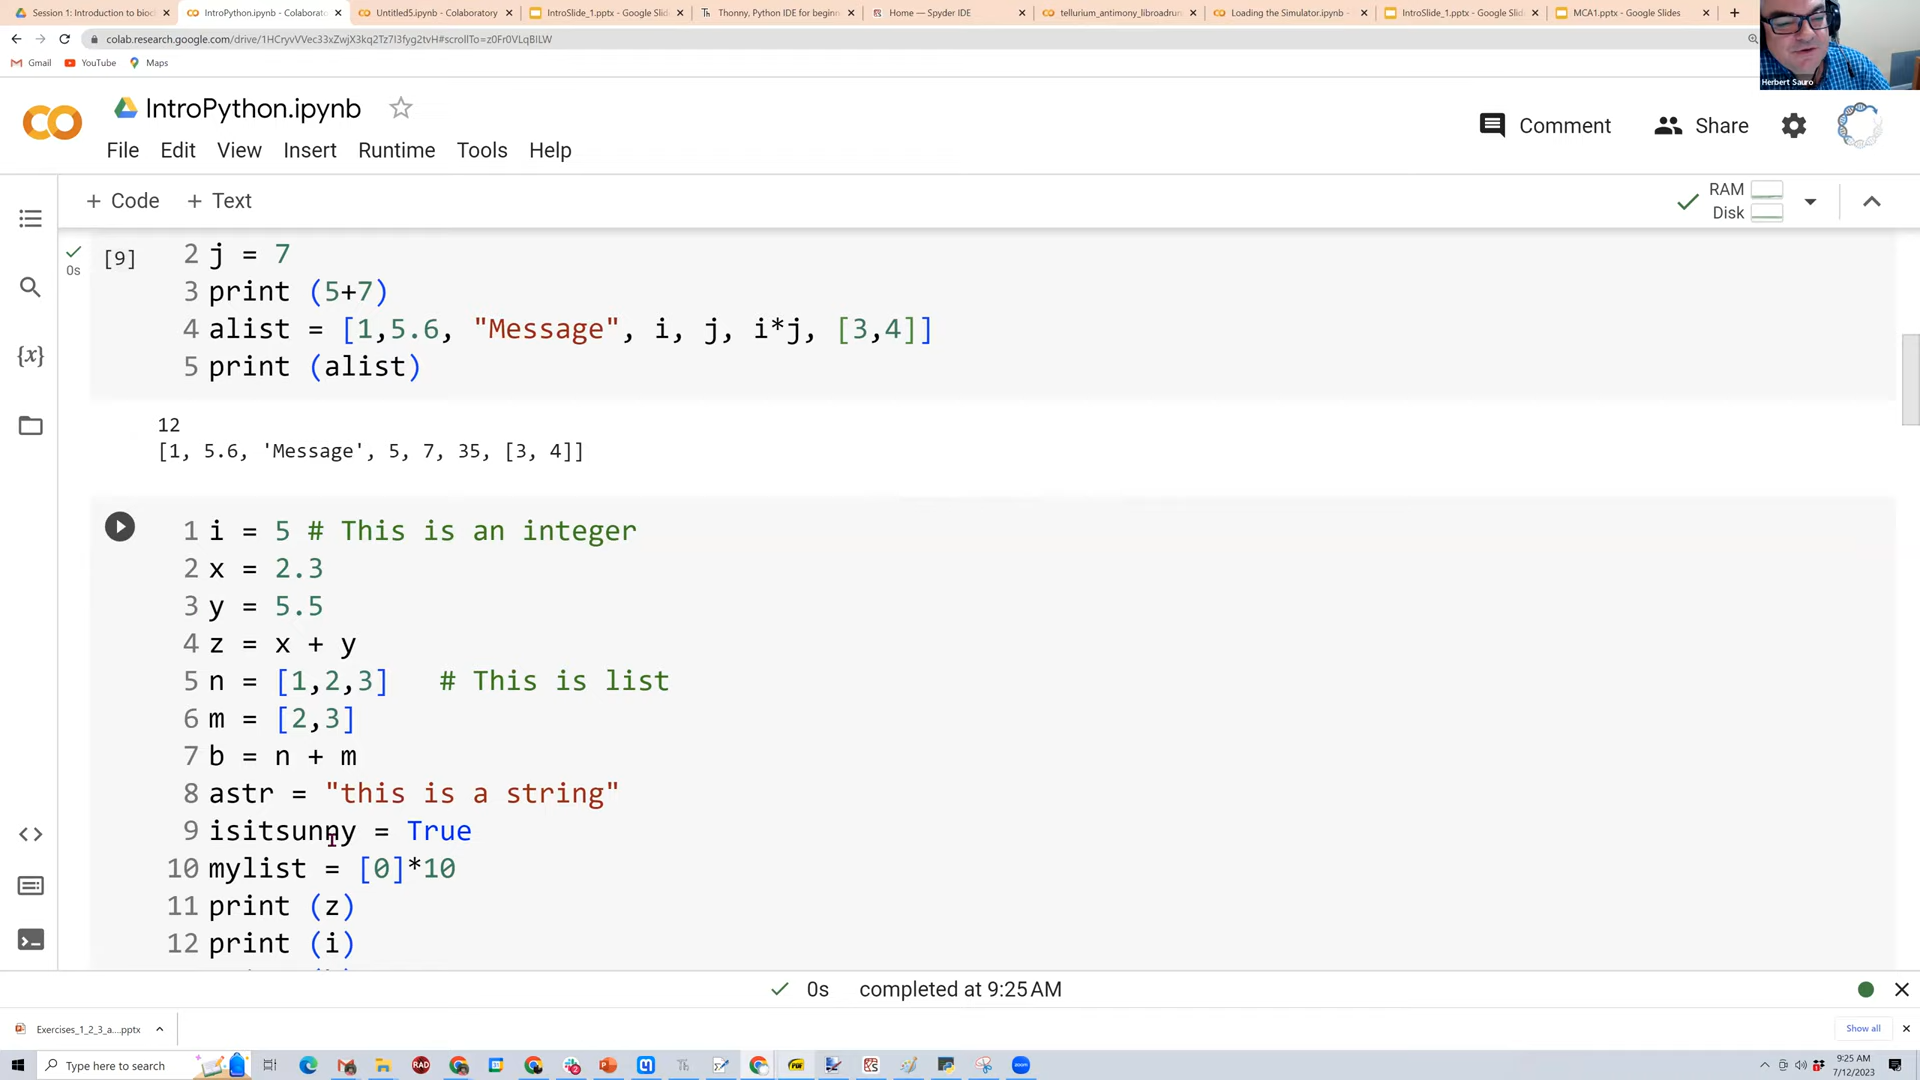 Session 1: Introduction to bioc
IntroPython.ipynb - Colaborato
Untitled5.ipynb - Colaboratory
IntroSlide_1.pptx - Google Slid
Thonny, Python IDE for beginn
Home — Spyder IDE
tellurium_antimony_libroadrun
Loading the Simulator.ipynb -
IntroSlide_1.pptx - Google Slid
MCA1.pptx - Google Slides
colab.research.google.com/drive/1HCryvVVec33xZwjX3kq2Tz7I3fyg2tvH#scrollTo=z0Fr0VLqBILW
Gmail
YouTube
Maps
Herbert Sauro
CO
IntroPython.ipynb
Comment
Share
File Edit View Insert Runtime Tools Help
+ Code + Text
RAM
Disk
{x}
0s
[9]
2 j = 7
3 print (5+7)
4 alist = [1,5.6, "Message", i, j, i*j, [3,4]]
5 print (alist)
12
[1, 5.6, 'Message', 5, 7, 35, [3, 4]]
1 i = 5 # This is an integer
2 x = 2.3
3 y = 5.5
4 z = x + y
5 n = [1,2,3]   # This is list
6 m = [2,3]
7 b = n + m
8 astr = "this is a string"
9 isitsunny = True
10 mylist = [0]*10
11 print (z)
12 print (i)
0s completed at 9:25 AM
Exercises_1_2_3_a....pptx
Show all
Type here to search
RAD
Th
9:25 AM
7/12/2023